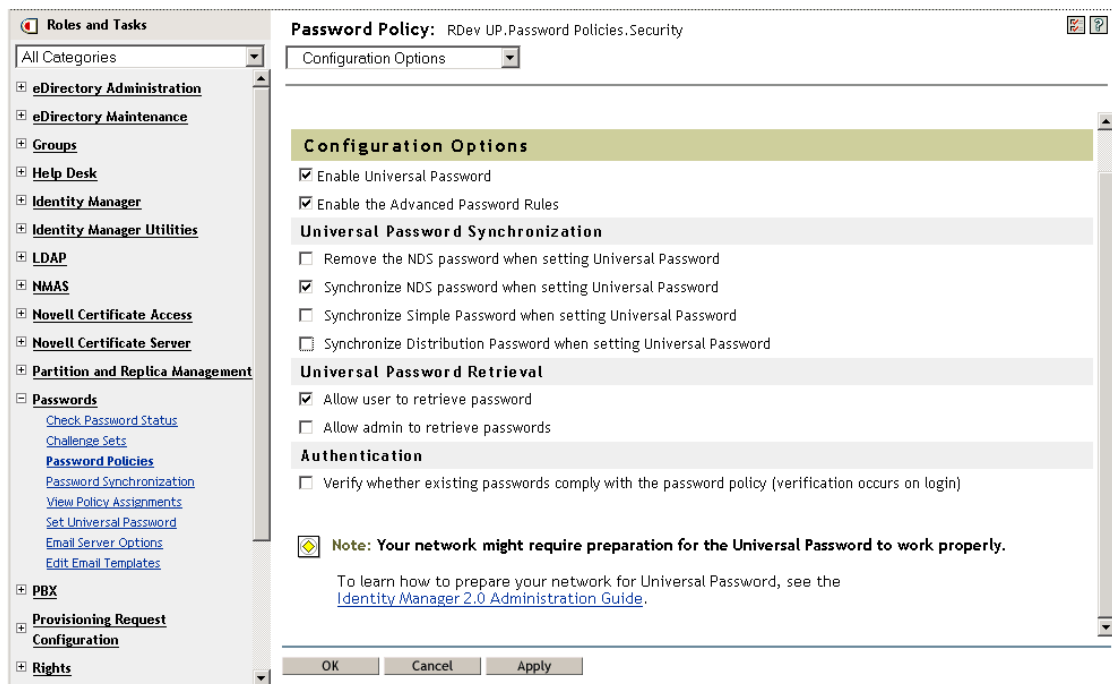 Roles and Tasks
All Categories
eDirectory Administration
eDirectory Maintenance
Groups
Help Desk
Identity Manager
Identity Manager Utilities
LDAP
NMAS
Novell Certificate Access
Novell Certificate Server
Partition and Replica Management
Passwords
Check Password Status
Challenge Sets
Password Policies
Password Synchronization
View Policy Assignments
Set Universal Password
Email Server Options
Edit Email Templates
PBX
Provisioning Request
Configuration
Rights
Password Policy: RDev UP.Password Policies.Security
?
Configuration Options
Configuration Options
Enable Universal Password
Enable the Advanced Password Rules
Universal Password Synchronization
Remove the NDS password when setting Universal Password
Synchronize NDS password when setting Universal Password
Synchronize Simple Password when setting Universal Password
Synchronize Distribution Password when setting Universal Password
Universal Password Retrieval
Allow user to retrieve password
Allow admin to retrieve passwords
Authentication
Verify whether existing passwords comply with the password policy (verification occurs on login)
Note: Your network might require preparation for the Universal Password to work properly.
To learn how to prepare your network for Universal Password, see the
Identity Manager 2.0 Administration Guide.
OK Cancel Apply